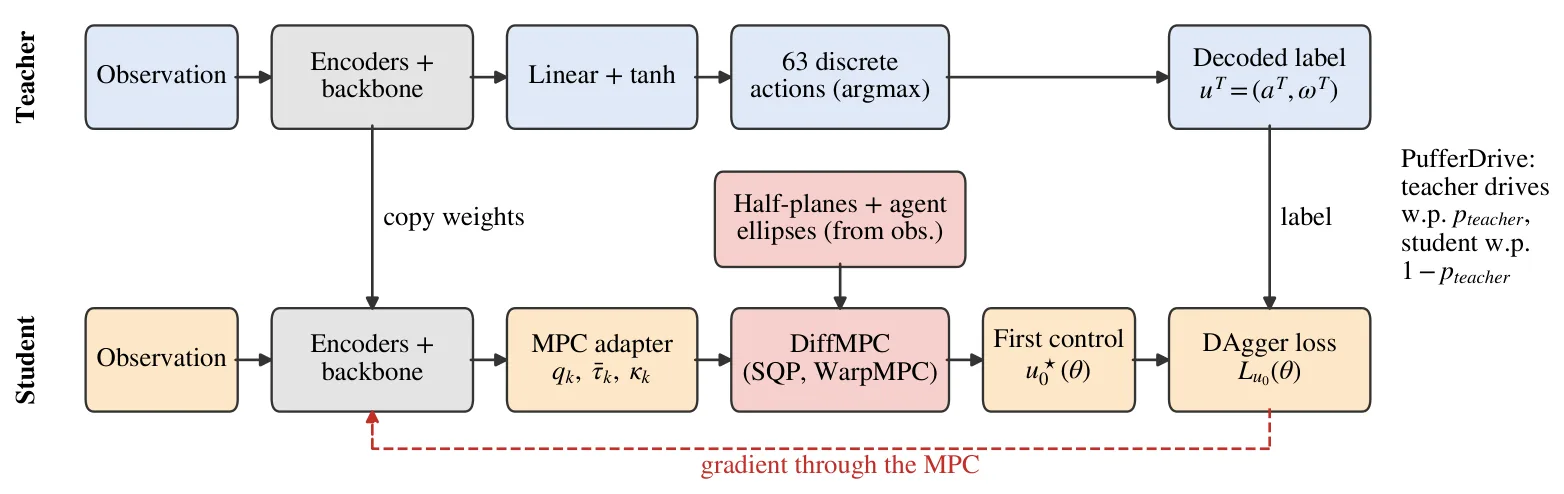 Teacher
Observation
Encoders +
backbone
Linear + tanh
63 discrete
actions (argmax)
Decoded label
u^T = (a^T, ω^T)
copy weights
Half-planes + agent
ellipses (from obs.)
label
PufferDrive:
teacher drives
w.p. p_teacher,
student w.p.
1 − p_teacher
Student
Observation
Encoders +
backbone
MPC adapter
q_k, τ̄_k, κ_k
DiffMPC
(SQP, WarpMPC)
First control
u_0^⋆(θ)
DAgger loss
L_{u_0}(θ)
gradient through the MPC